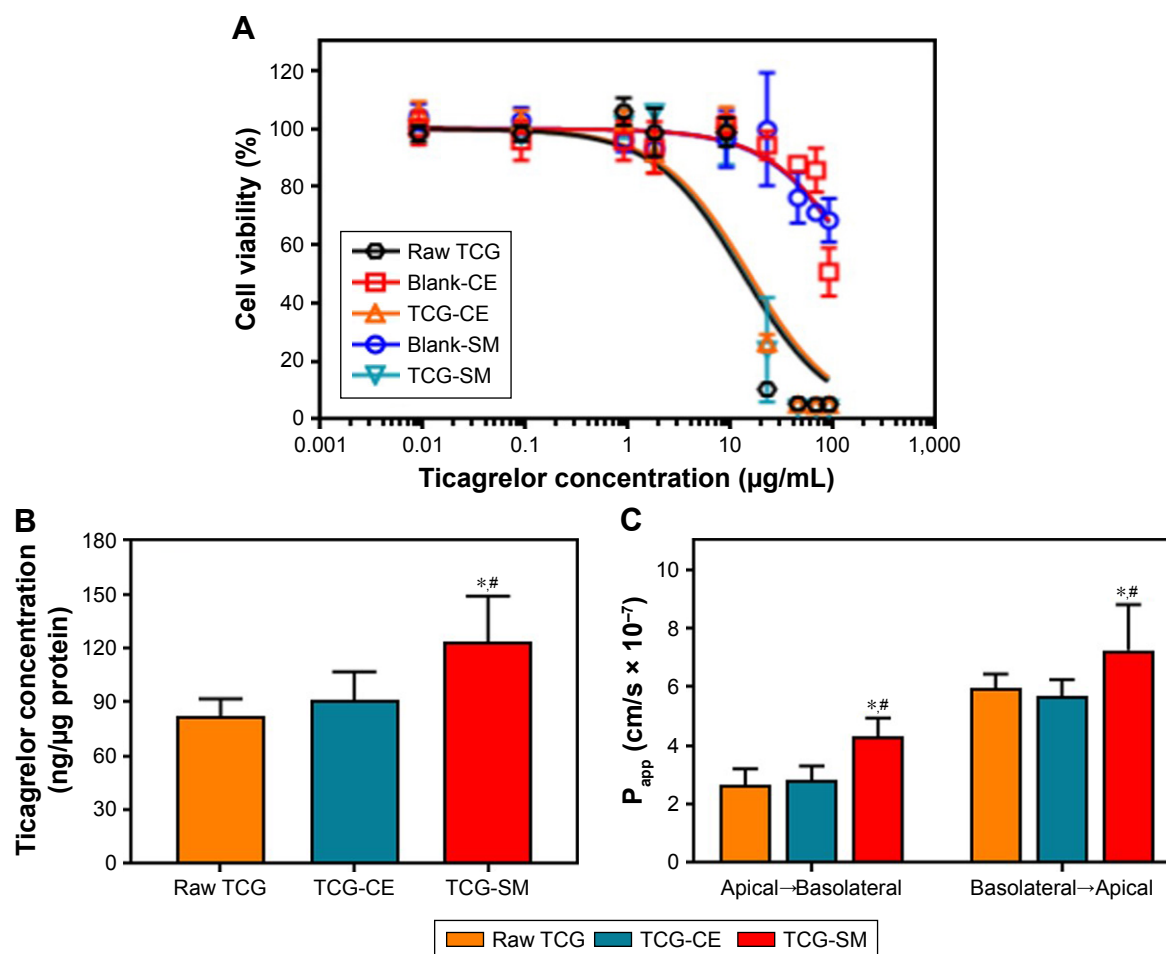 A
Cell viability (%)
120
100
80
60
40
20
0
Raw TCG
Blank-CE
TCG-CE
Blank-SM
TCG-SM
0.001 0.01 0.1 1 10 100 1,000
Ticagrelor concentration (µg/mL)
B
Ticagrelor concentration
(ng/µg protein)
180
150
120
90
60
30
0
*,#
Raw TCG TCG-CE TCG-SM
C
Papp (cm/s × 10⁻⁷)
10
8
6
4
2
0
*,#
*,#
Apical→Basolateral Basolateral→Apical
Raw TCG TCG-CE TCG-SM